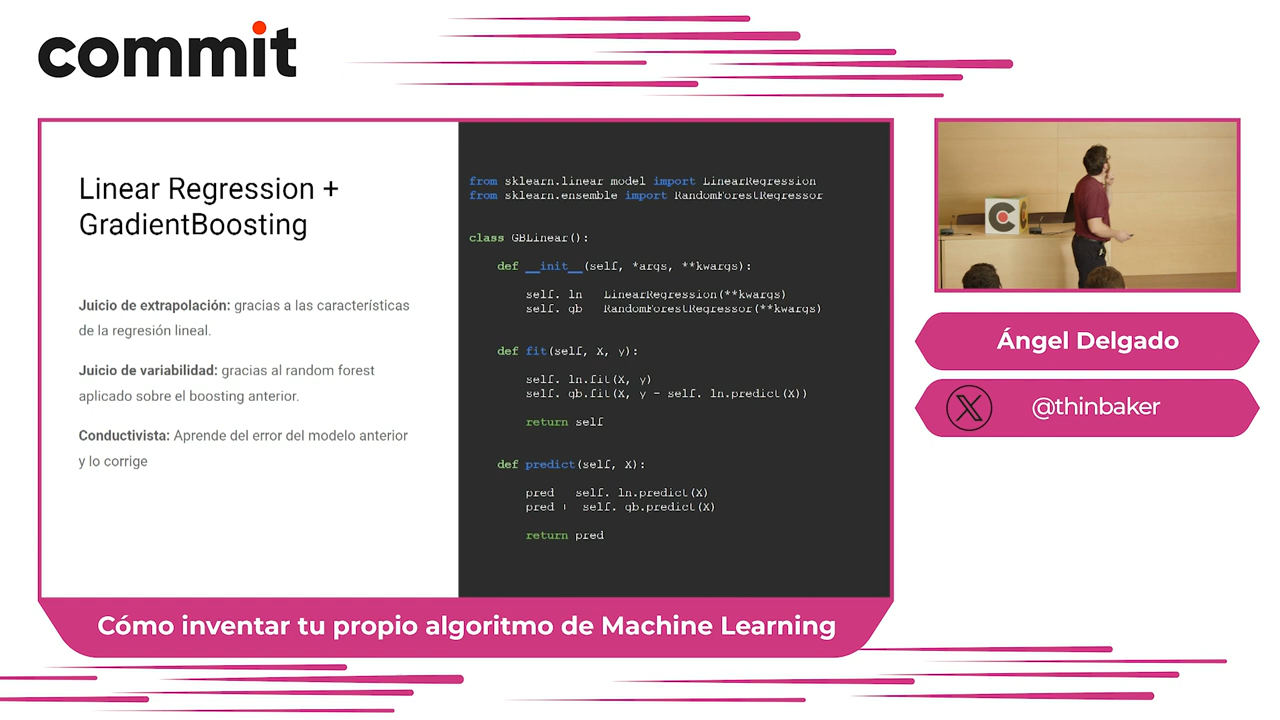 commit
Linear Regression +
GradientBoosting
Juicio de extrapolación: gracias a las características
de la regresión lineal.
Juicio de variabilidad: gracias al random forest
aplicado sobre el boosting anterior.
Conductivista: Aprende del error del modelo anterior
y lo corrige
from sklearn.linear model import LinearRegression
from sklearn.ensemble import RandomForestRegressor
class GBLinear():
def __init__(self, *args, **kwargs):
self. ln LinearRegression(**kwargs)
self. gb RandomForestRegressor(**kwargs)
def fit(self, X, y):
self. ln.fit(X, y)
self. gb.fit(X, y - self. ln.predict(X))
return self
def predict(self, X):
pred self. ln.predict(X)
pred + self. gb.predict(X)
return pred
Cómo inventar tu propio algoritmo de Machine Learning
Ángel Delgado
@thinbaker